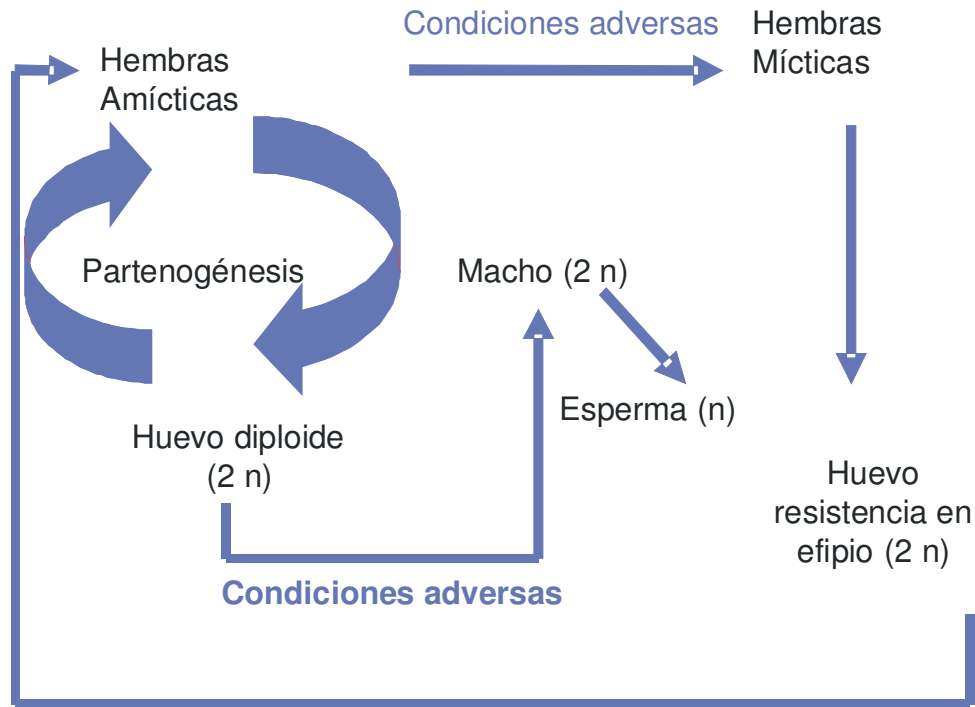 Condiciones adversas
Hembras
Mícticas
Hembras
Amícticas
Partenogénesis
Macho (2 n)
Esperma (n)
Huevo diploide
(2 n)
Huevo
resistencia en
efipio (2 n)
Condiciones adversas